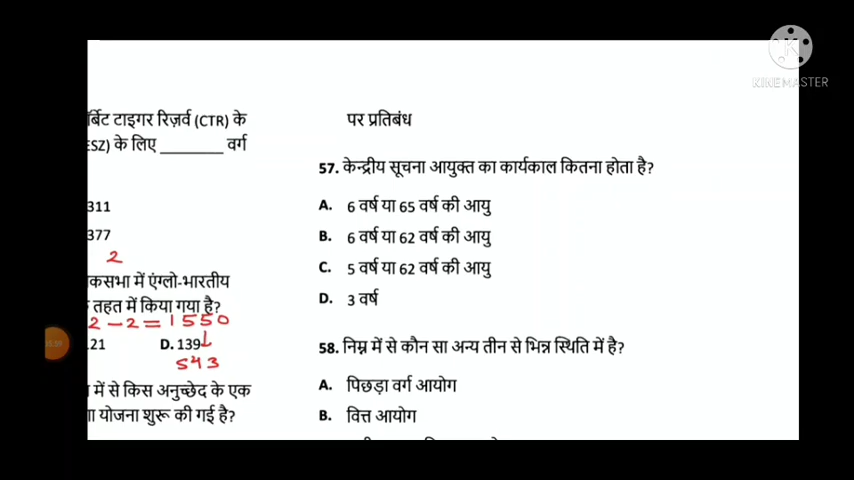 KINEMASTER
र्बेट टाइगर रिज़र्व (CTR) के
ESZ) के लिए ________ वर्ग
311
377
2
कसभा में एंग्लो-भारतीय
तहत में किया गया है?
2 - 2 = 1550
21 D. 139
543
में से किस अनुच्छेद के एक
योजना शुरू की गई है?
पर प्रतिबंध
57. केन्द्रीय सूचना आयुक्त का कार्यकाल कितना होता है?
A. 6 वर्ष या 65 वर्ष की आयु
B. 6 वर्ष या 62 वर्ष की आयु
C. 5 वर्ष या 62 वर्ष की आयु
D. 3 वर्ष
58. निम्न में से कौन सा अन्य तीन से भिन्न स्थिति में है?
A. पिछड़ा वर्ग आयोग
B. वित्त आयोग